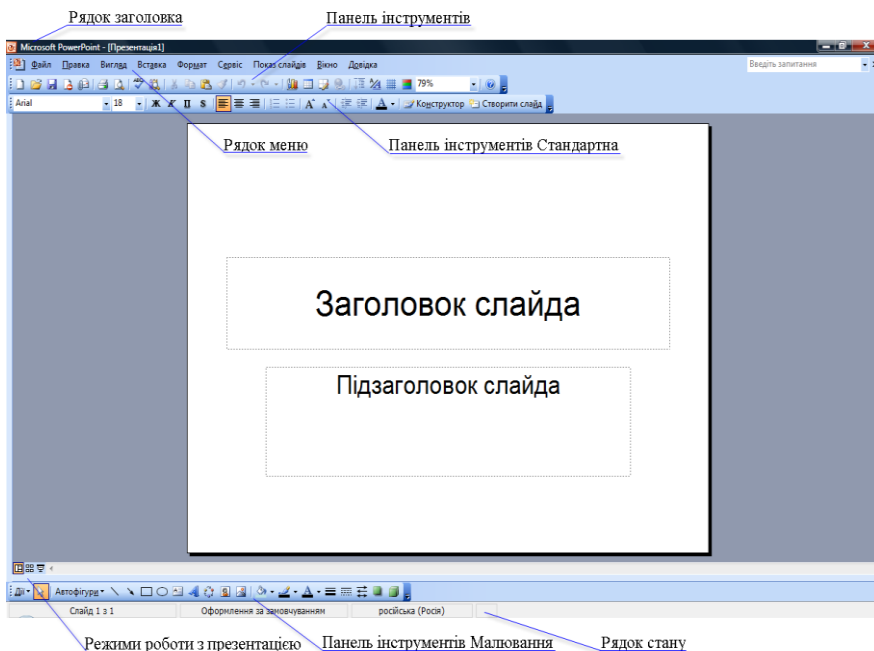 Рядок заголовка
Панель інструментів
Microsoft PowerPoint - [Презентація1]
Файл Правка Вигляд Вставка Формат Сервіс Показ слайдів Вікно Довідка
Введіть запитання
79%
Arial 18 Ж К П S Конструктор Створити слайд
Рядок меню
Панель інструментів Стандартна
Заголовок слайда
Підзаголовок слайда
Дії Автофігури
Слайд 1 з 1 Оформлення за замовчуванням російська (Росія)
Режими роботи з презентацією
Панель інструментів Малювання
Рядок стану